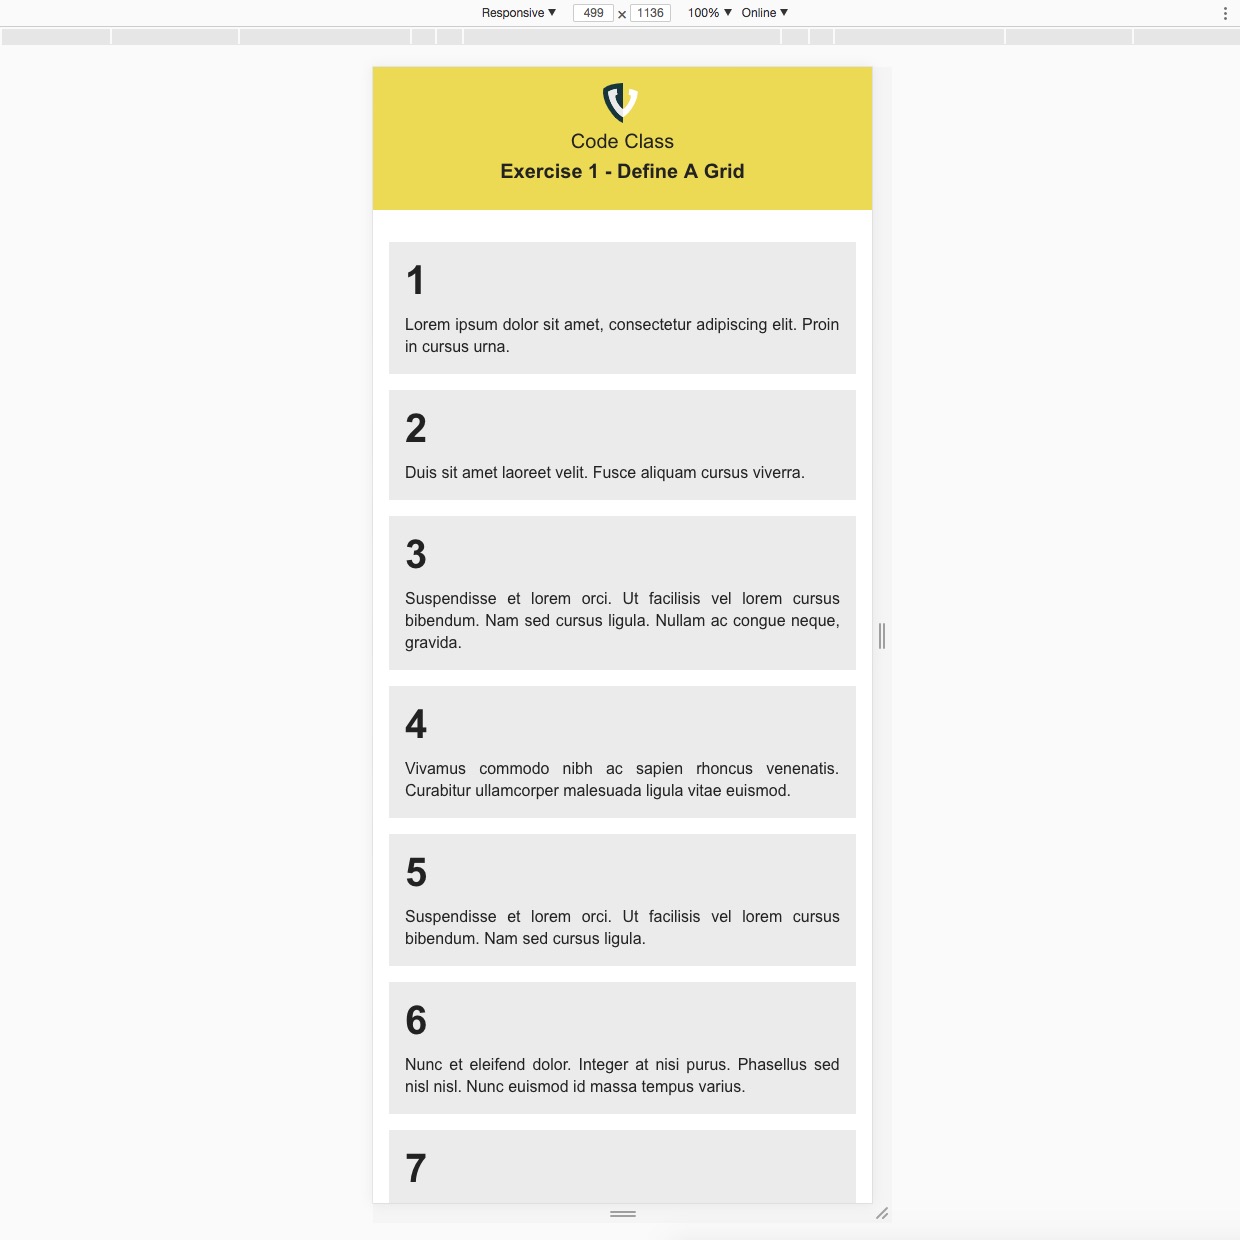 Responsive ▼ 499 × 1136 100% ▼ Online ▼
Code Class
Exercise 1 - Define A Grid
1
Lorem ipsum dolor sit amet, consectetur adipiscing elit. Proin
in cursus urna.
2
Duis sit amet laoreet velit. Fusce aliquam cursus viverra.
3
Suspendisse et lorem orci. Ut facilisis vel lorem cursus
bibendum. Nam sed cursus ligula. Nullam ac congue neque,
gravida.
4
Vivamus commodo nibh ac sapien rhoncus venenatis.
Curabitur ullamcorper malesuada ligula vitae euismod.
5
Suspendisse et lorem orci. Ut facilisis vel lorem cursus
bibendum. Nam sed cursus ligula.
6
Nunc et eleifend dolor. Integer at nisi purus. Phasellus sed
nisl nisl. Nunc euismod id massa tempus varius.
7